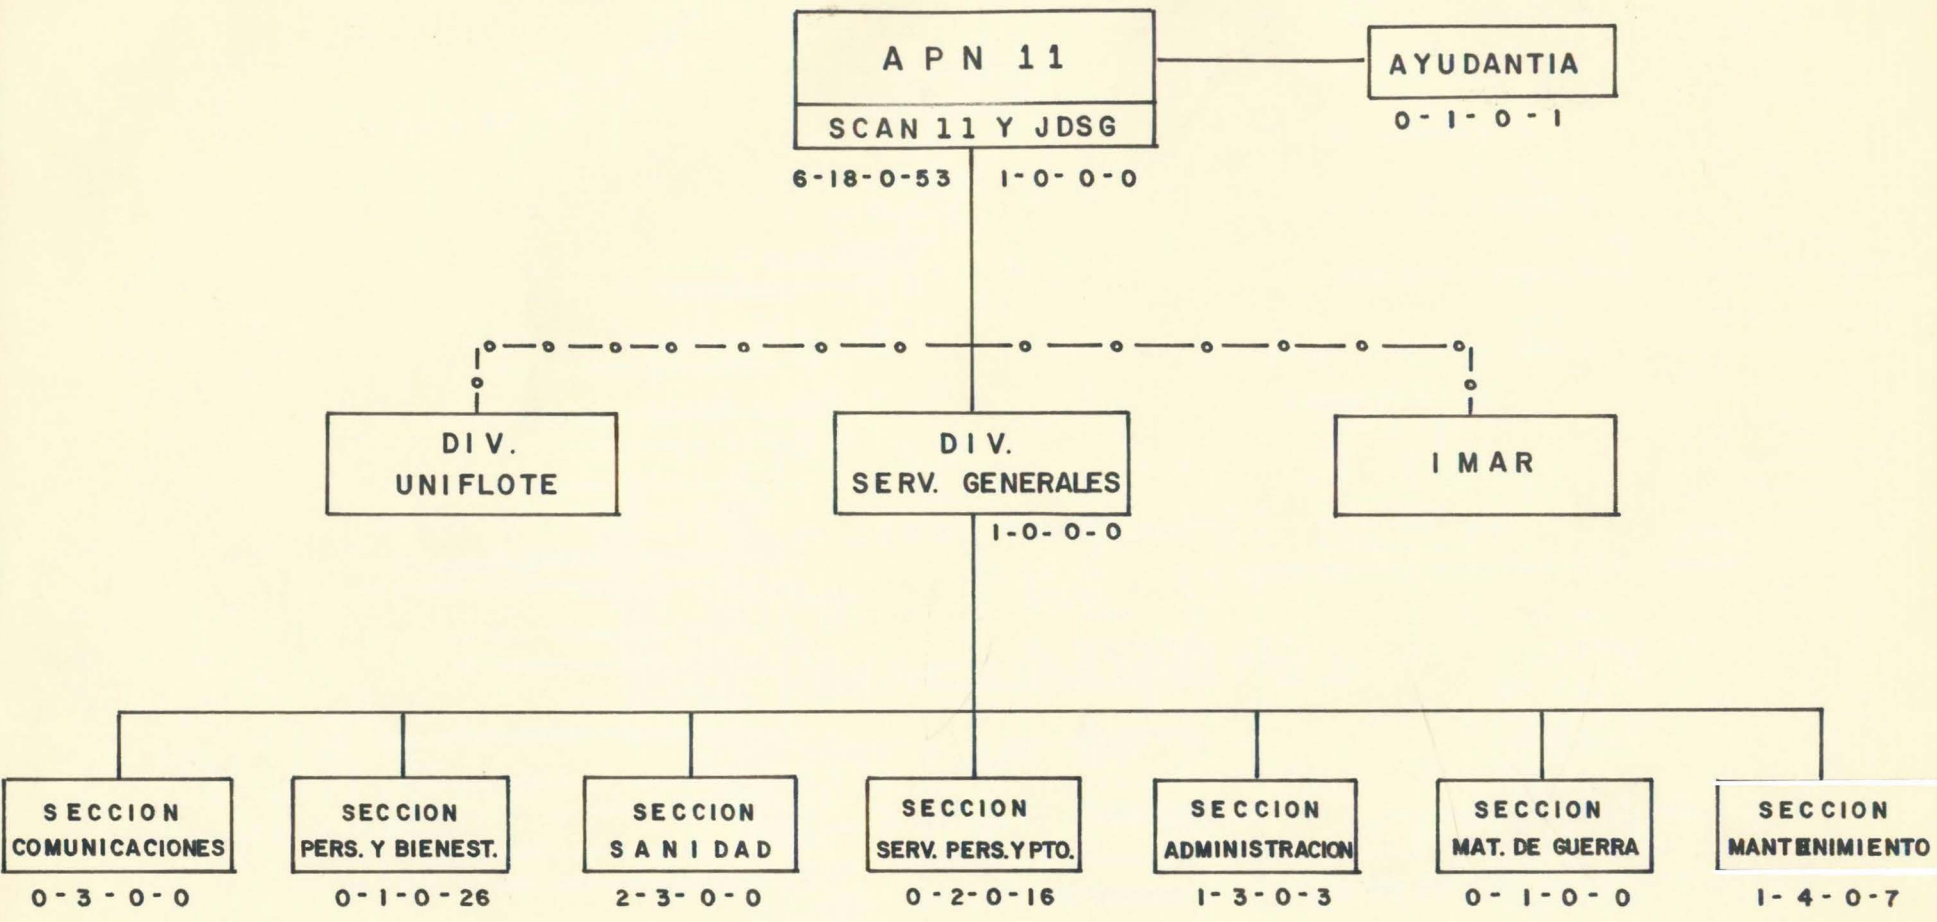 APN 11
AYUDANTIA
SCAN 11 Y JDSG
0-1-0-1
6-18-0-53 1-0-0-0
DIV.
UNIFLOTE
DIV.
SERV. GENERALES
1-0-0-0
IMAR
SECCION
COMUNICACIONES
0-3-0-0
SECCION
PERS. Y BIENEST.
0-1-0-26
SECCION
SANIDAD
2-3-0-0
SECCION
SERV. PERS. Y PTO.
0-2-0-16
SECCION
ADMINISTRACION
1-3-0-3
SECCION
MAT. DE GUERRA
0-1-0-0
SECCION
MANTENIMIENTO
1-4-0-7